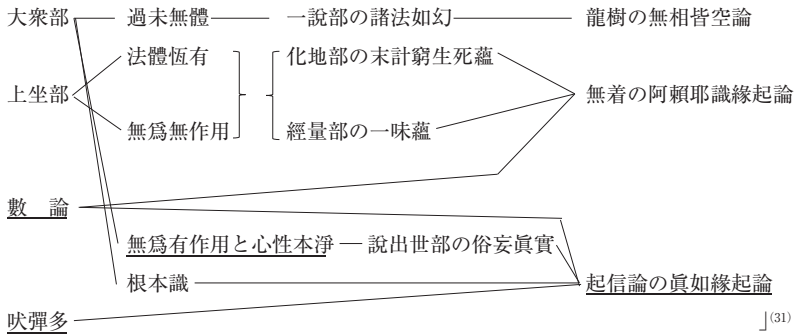 大衆部 過未無體 一說部の諸法如幻 龍樹の無相皆空論
法體恆有 化地部の末計窮生死蘊
上坐部 無着の阿賴耶識緣起論
無爲無作用 經量部の一味蘊
數 論
無爲有作用と心性本淨 說出世部の俗妄眞實
根本識 起信論の眞如緣起論
吠彈多 」(31)